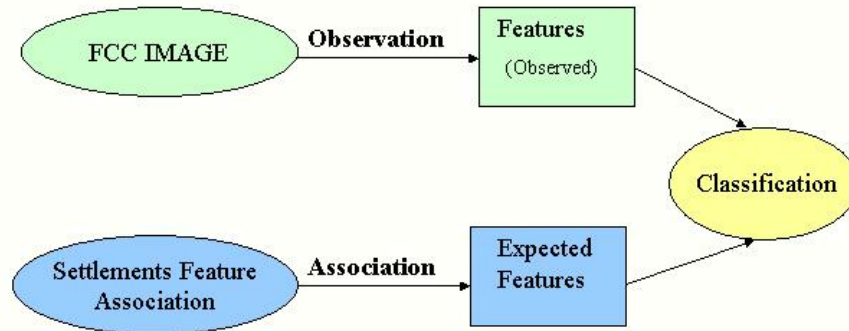 FCC IMAGE
Observation
Features
(Observed)
Classification
Settlements Feature
Association
Association
Expected
Features